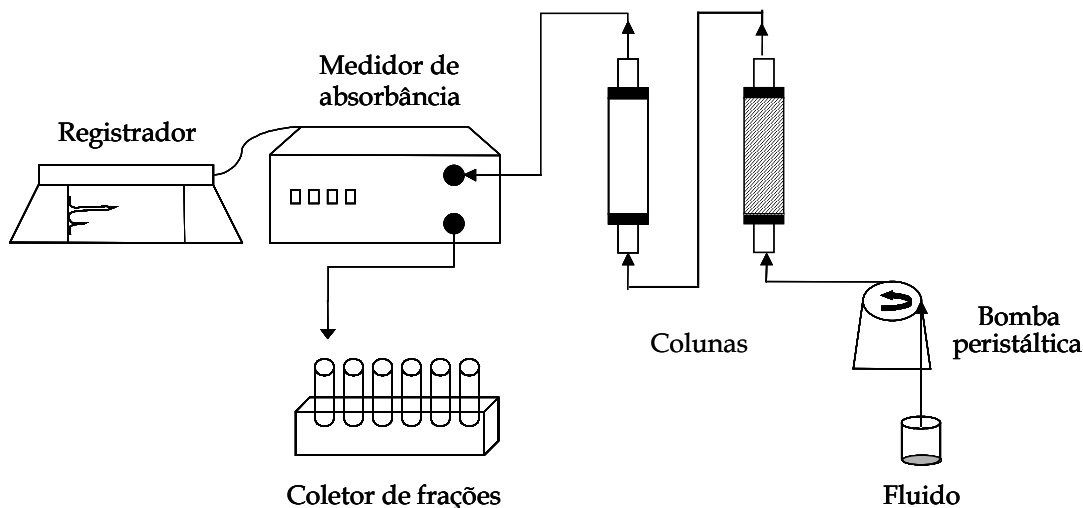 Medidor de
absorbância
Registrador
Colunas
Bomba
peristáltica
Coletor de frações
Fluido